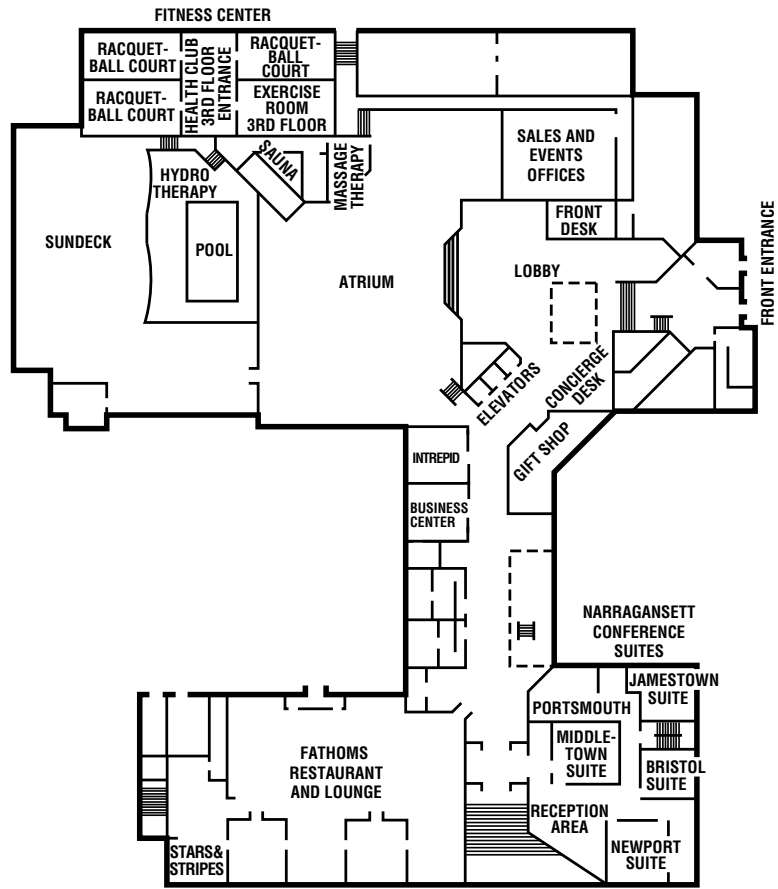 FITNESS CENTER
RACQUET-
BALL COURT
HEALTH CLUB
3RD FLOOR
ENTRANCE
RACQUET-
BALL
COURT
RACQUET-
BALL COURT
EXERCISE
ROOM
3RD FLOOR
SAUNA
MASSAGE
THERAPY
HYDRO
THERAPY
SUNDECK
POOL
ATRIUM
SALES AND
EVENTS
OFFICES
FRONT
DESK
LOBBY
FRONT ENTRANCE
ELEVATORS
CONCIERGE
DESK
GIFT SHOP
INTREPID
BUSINESS
CENTER
NARRAGANSETT
CONFERENCE
SUITES
JAMESTOWN
SUITE
PORTSMOUTH
MIDDLE-
TOWN
SUITE
BRISTOL
SUITE
FATHOMS
RESTAURANT
AND LOUNGE
RECEPTION
AREA
NEWPORT
SUITE
STARS&
STRIPES